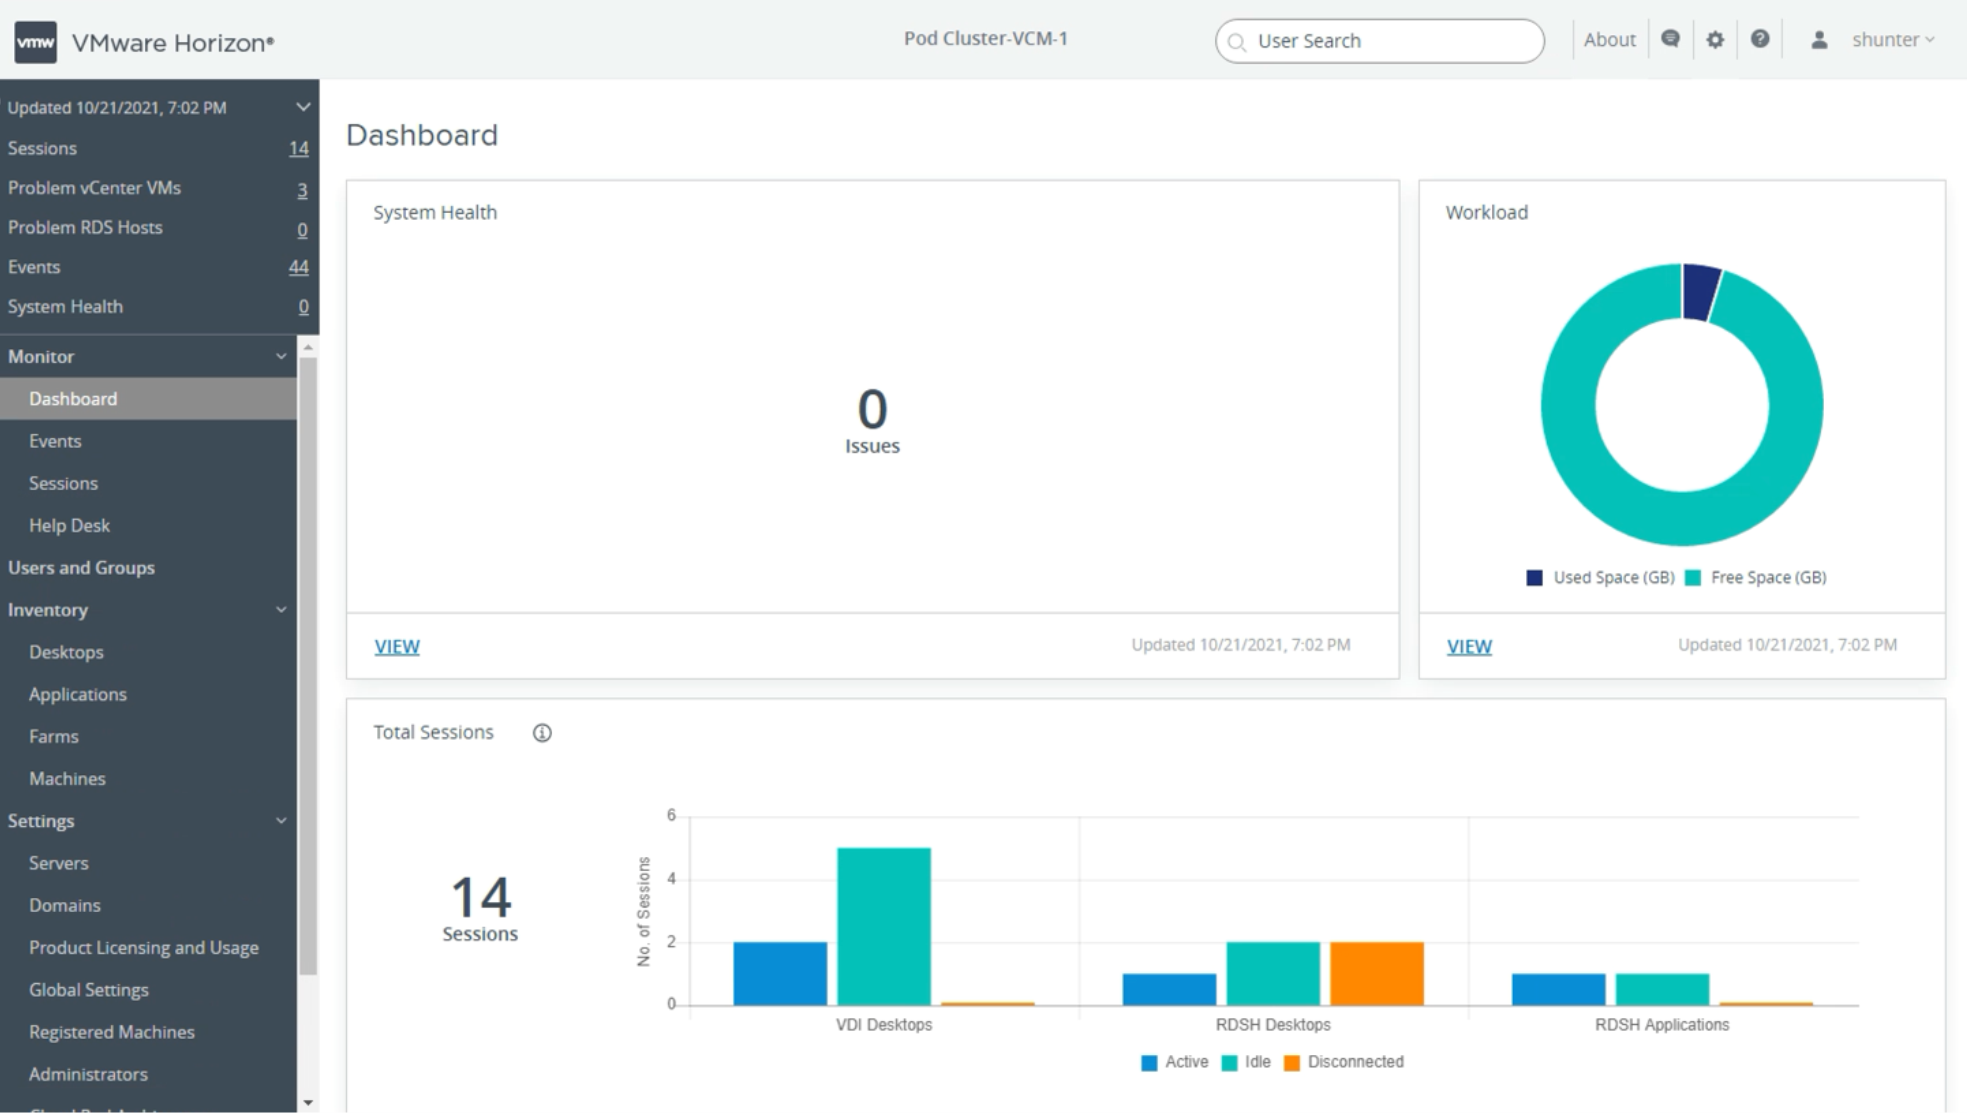 vmw VMware Horizon®
Pod Cluster-VCM-1
User Search
About
shunter
Updated 10/21/2021, 7:02 PM
Sessions 14
Problem vCenter VMs 3
Problem RDS Hosts 0
Events 44
System Health 0
Monitor
Dashboard
Events
Sessions
Help Desk
Users and Groups
Inventory
Desktops
Applications
Farms
Machines
Settings
Servers
Domains
Product Licensing and Usage
Global Settings
Registered Machines
Administrators
Dashboard
System Health
0
Issues
VIEW
Updated 10/21/2021, 7:02 PM
Workload
Used Space (GB) Free Space (GB)
VIEW
Updated 10/21/2021, 7:02 PM
Total Sessions
14
Sessions
No. of Sessions
6
4
2
0
VDI Desktops
RDSH Desktops
RDSH Applications
Active Idle Disconnected